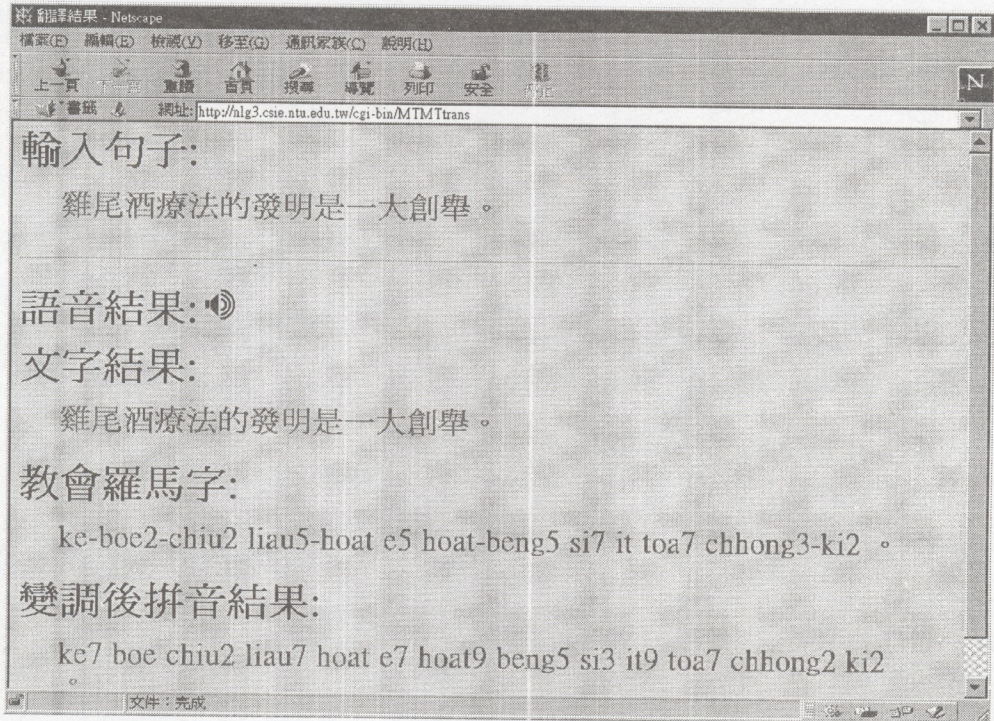 翻譯結果 - Netscape
檔案(F) 編輯(E) 檢視(V) 移至(G) 通訊家族(C) 說明(H)
上一頁 下一頁 重讀 首頁 搜尋 導覽 列印 安全
書籤 網址: http://nlg3.csie.ntu.edu.tw/cgi-bin/MTMTtrans
輸入句子:
雞尾酒療法的發明是一大創舉。
語音結果:
文字結果:
雞尾酒療法的發明是一大創舉。
教會羅馬字:
ke-boe2-chiu2 liau5-hoat e5 hoat-beng5 si7 it toa7 chhong3-ki2 。
變調後拼音結果:
ke7 boe chiu2 liau7 hoat e7 hoat9 beng5 si3 it9 toa7 chhong2 ki2
。
文件：完成